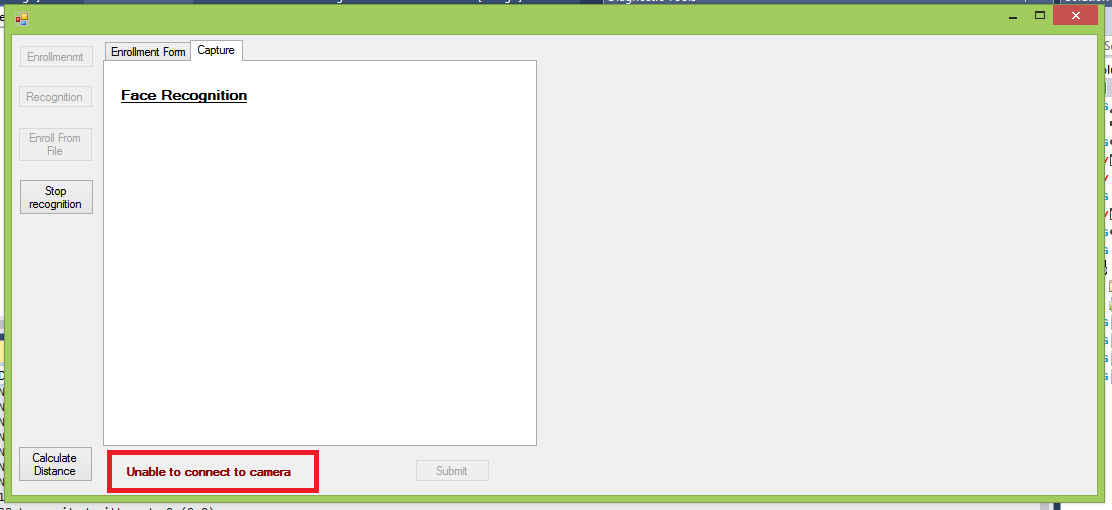 Enrollmenmt
Recognition
Enroll From
File
Stop
recognition
Calculate
Distance
Enrollment Form
Capture
Face Recognition
Unable to connect to camera
Submit